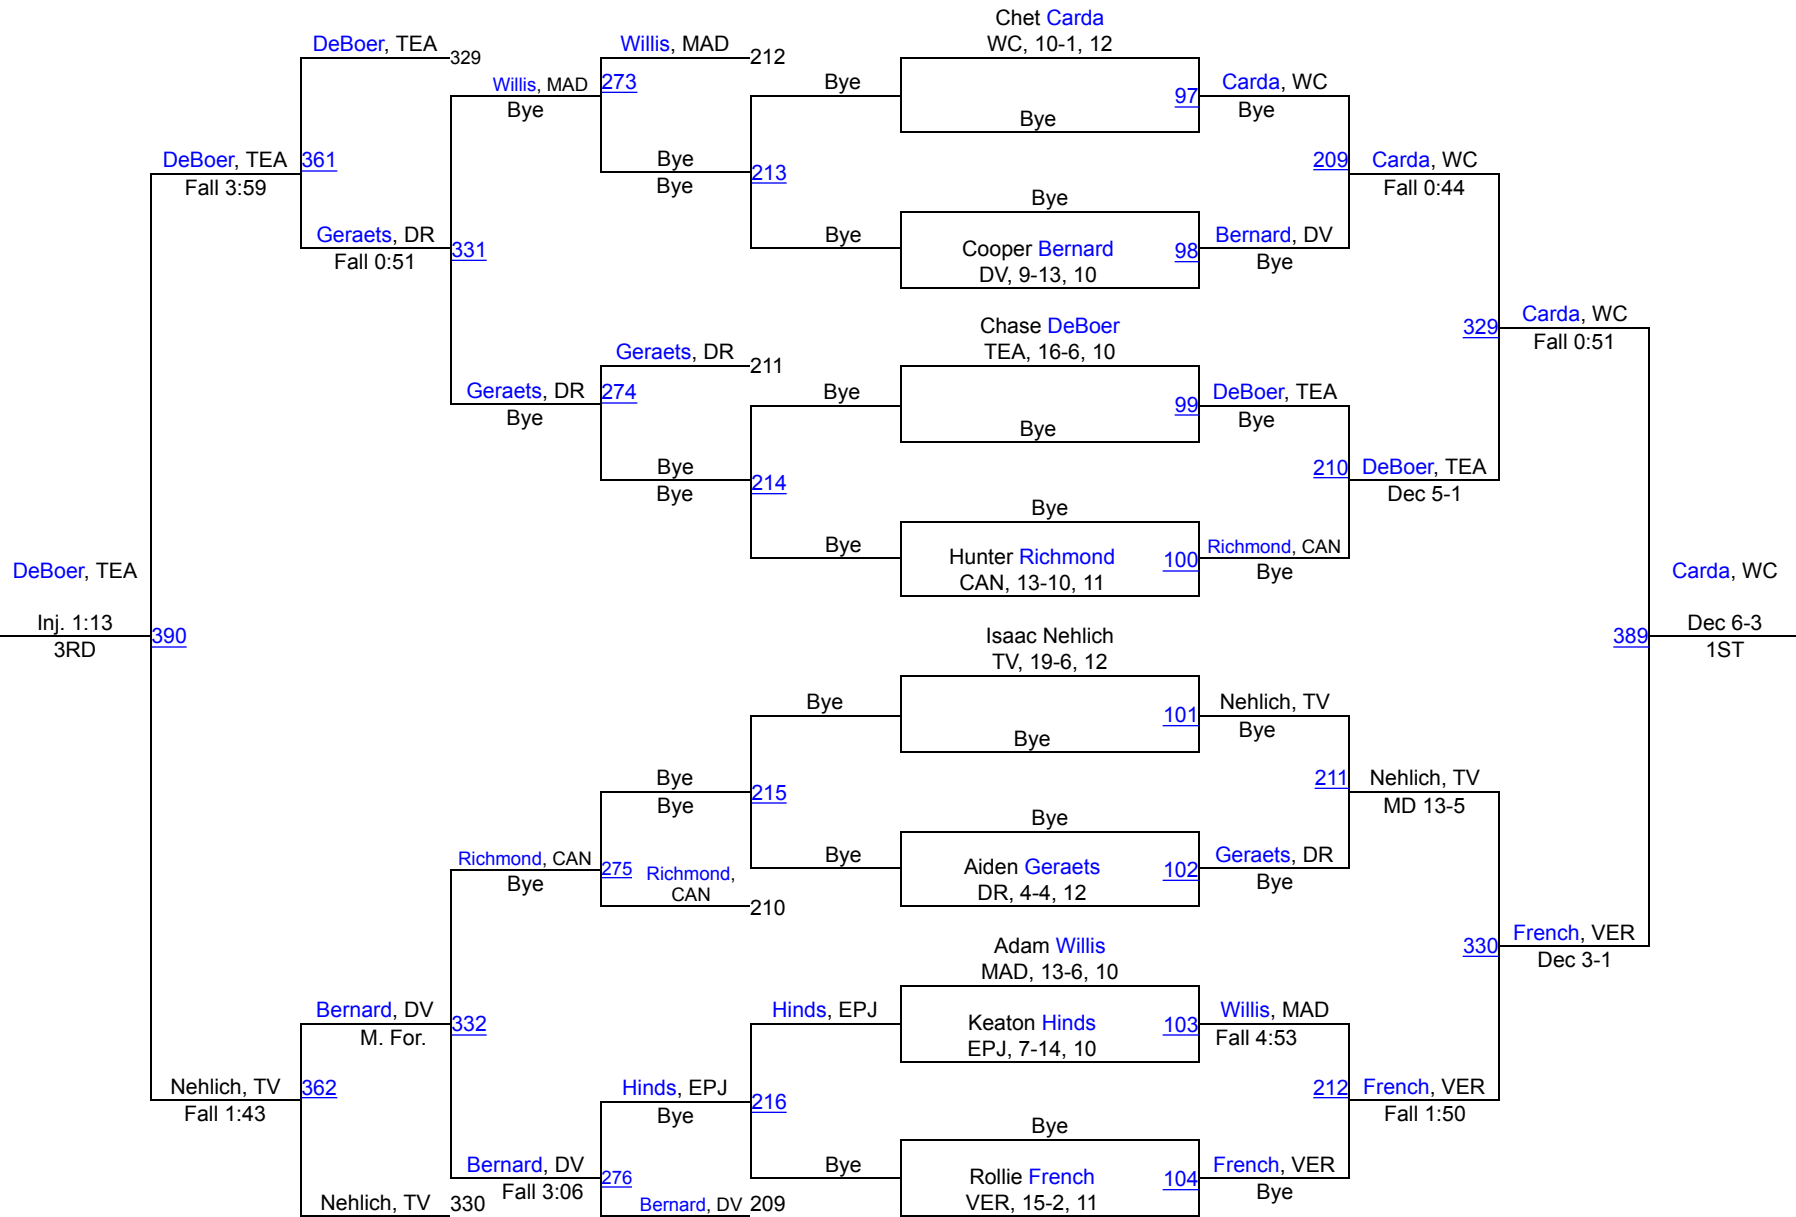 Chet Carda
WC, 10-1, 12
DeBoer, TEA
329
Willis, MAD
212
Willis, MAD
273
Bye
Bye
Carda, WC
97
Bye
Bye
DeBoer, TEA
361
Fall 3:59
Bye
213
Bye
209
Carda, WC
Fall 0:44
Bye
Geraets, DR
331
Fall 0:51
Bye
Cooper Bernard
DV, 9-13, 10
98
Bernard, DV
Bye
Chase DeBoer
TEA, 16-6, 10
329
Carda, WC
Fall 0:51
Geraets, DR
211
Geraets, DR
274
Bye
Bye
99
DeBoer, TEA
Bye
Bye
Bye
214
Bye
210
DeBoer, TEA
Dec 5-1
Bye
Bye
Hunter Richmond
CAN, 13-10, 11
100
Richmond, CAN
Bye
DeBoer, TEA
Inj. 1:13
3RD
390
Carda, WC
Dec 6-3
1ST
389
Isaac Nehlich
TV, 19-6, 12
Bye
101
Nehlich, TV
Bye
Bye
Bye
215
Bye
211
Nehlich, TV
MD 13-5
Bye
Richmond, CAN
275
Bye
Richmond,
CAN
210
Bye
Aiden Geraets
DR, 4-4, 12
102
Geraets, DR
Bye
Adam Willis
MAD, 13-6, 10
330
French, VER
Dec 3-1
Bernard, DV
332
M. For.
Hinds, EPJ
Keaton Hinds
EPJ, 7-14, 10
103
Willis, MAD
Fall 4:53
Nehlich, TV
362
Fall 1:43
Hinds, EPJ
216
Bye
212
French, VER
Fall 1:50
Bye
Bernard, DV
276
Fall 3:06
Bye
Rollie French
VER, 15-2, 11
104
French, VER
Bye
Nehlich, TV
330
Bernard, DV
209